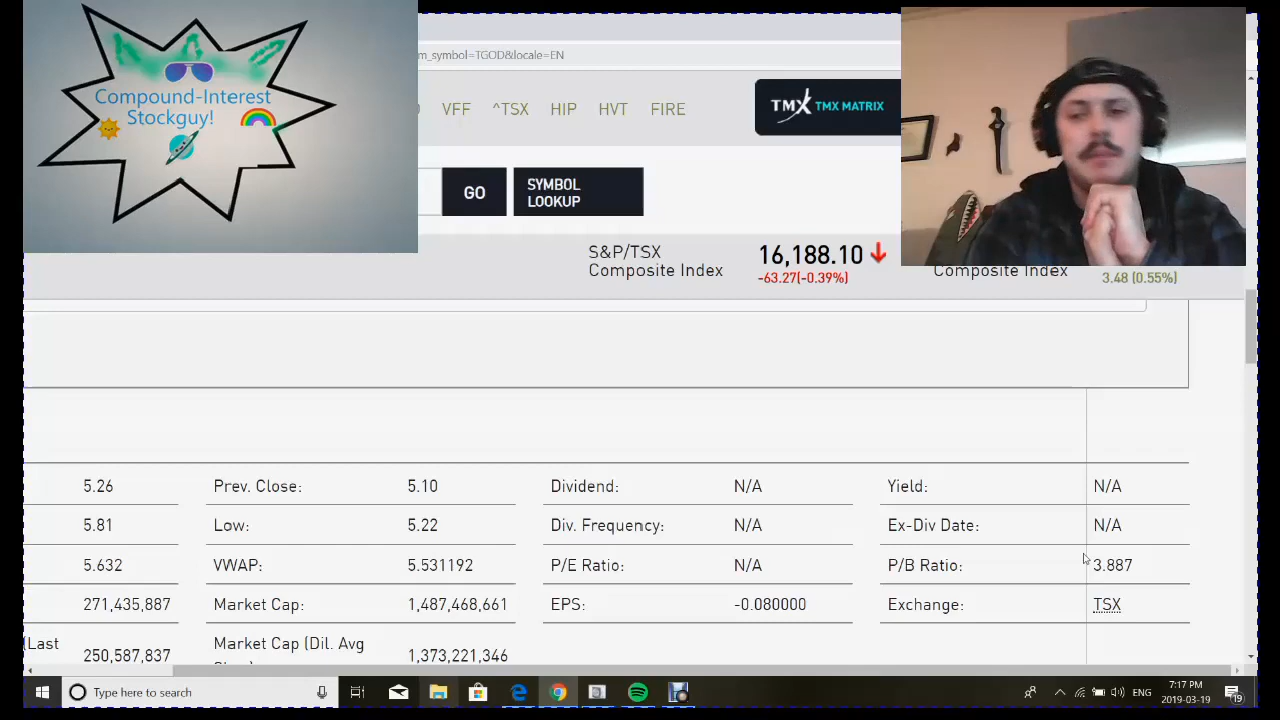 Compound-Interest
Stockguy!
m_symbol=TGOD&locale=EN
VFF ^TSX HIP HVT FIRE
TMX TMX MATRIX
GO
SYMBOL
LOOKUP
S&P/TSX
Composite Index
16,188.10
-63.27(-0.39%)
Composite Index
3.48 (0.55%)
5.26 Prev. Close: 5.10 Dividend: N/A Yield: N/A
5.81 Low: 5.22 Div. Frequency: N/A Ex-Div Date: N/A
5.632 VWAP: 5.531192 P/E Ratio: N/A P/B Ratio: 3.887
271,435,887 Market Cap: 1,487,468,661 EPS: -0.080000 Exchange: TSX
(Last 250,587,837 Market Cap (Dil. Avg 1,373,221,346
Type here to search
ENG
7:17 PM
2019-03-19
19